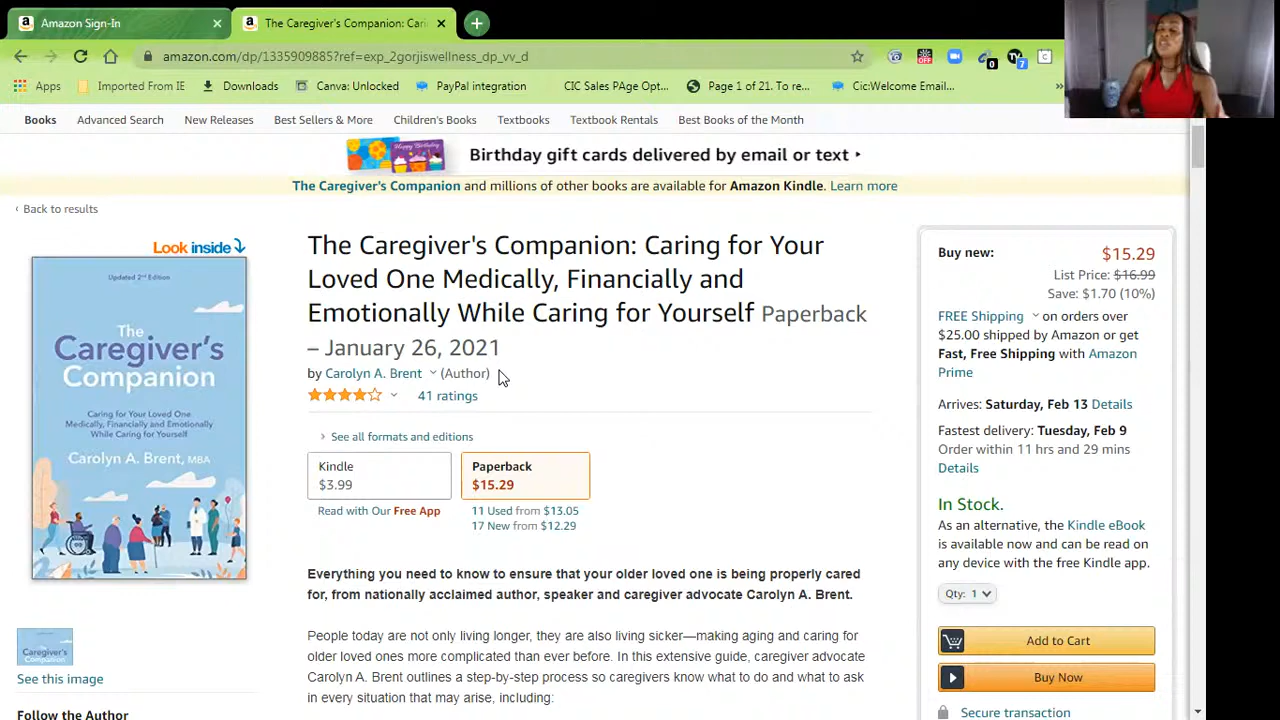 Amazon Sign-In
The Caregiver's Companion: Cari
amazon.com/dp/1335909885?ref=exp_2gorjiswellness_dp_vv_d
OFF
0
7
C
Apps
Imported From IE
Downloads
Canva: Unlocked
PayPal integration
CIC Sales PAge Opt...
Page 1 of 21. To re...
Cic:Welcome Email...
»
Books
Advanced Search
New Releases
Best Sellers & More
Children's Books
Textbooks
Textbook Rentals
Best Books of the Month
Birthday gift cards delivered by email or text
The Caregiver's Companion and millions of other books are available for Amazon Kindle. Learn more
‹ Back to results
Look inside
Updated 2nd Edition
The
Caregiver's
Companion
Caring for Your Loved One
Medically, Financially and Emotionally
While Caring for Yourself
Carolyn A. Brent, MBA
Caregiver's
Companion
See this image
Follow the Author
The Caregiver's Companion: Caring for Your
Loved One Medically, Financially and
Emotionally While Caring for Yourself Paperback
– January 26, 2021
by Carolyn A. Brent (Author)
41 ratings
› See all formats and editions
Kindle
$3.99
Paperback
$15.29
Read with Our Free App
11 Used from $13.05
17 New from $12.29
Everything you need to know to ensure that your older loved one is being properly cared
for, from nationally acclaimed author, speaker and caregiver advocate Carolyn A. Brent.
People today are not only living longer, they are also living sicker—making aging and caring for
older loved ones more complicated than ever before. In this extensive guide, caregiver advocate
Carolyn A. Brent outlines a step-by-step process so caregivers know what to do and what to ask
in every situation that may arise, including:
Buy new:
$15.29
List Price: $16.99
Save: $1.70 (10%)
FREE Shipping on orders over
$25.00 shipped by Amazon or get
Fast, Free Shipping with Amazon
Prime
Arrives: Saturday, Feb 13 Details
Fastest delivery: Tuesday, Feb 9
Order within 11 hrs and 29 mins
Details
In Stock.
As an alternative, the Kindle eBook
is available now and can be read on
any device with the free Kindle app.
Qty: 1
Add to Cart
Buy Now
Secure transaction